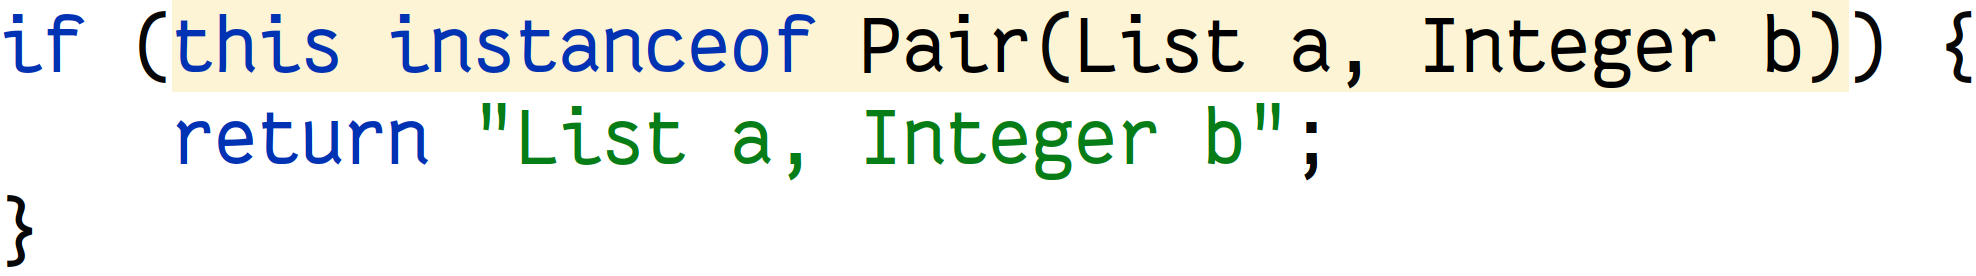 if (this instanceof Pair(List a, Integer b)) {
    return "List a, Integer b";
}